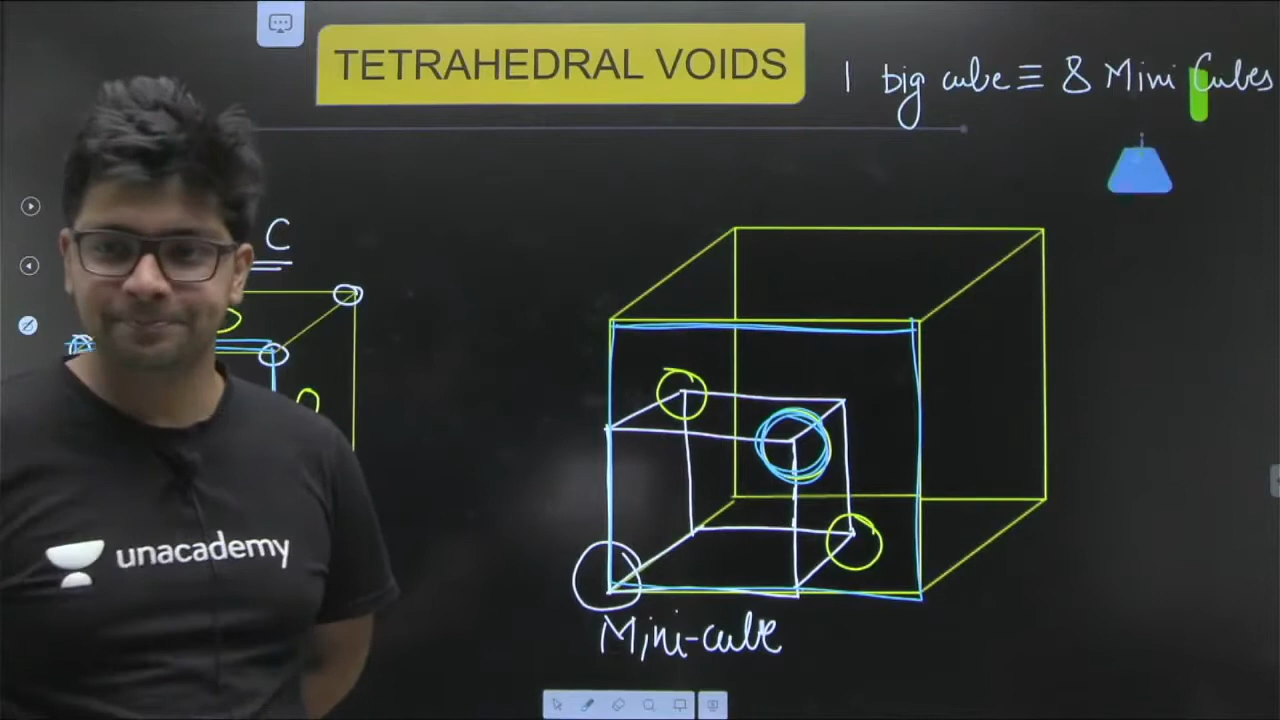 TETRAHEDRAL VOIDS
1 big cube ≡ 8 Mini Cubes
C
unacademy
Mini-cube